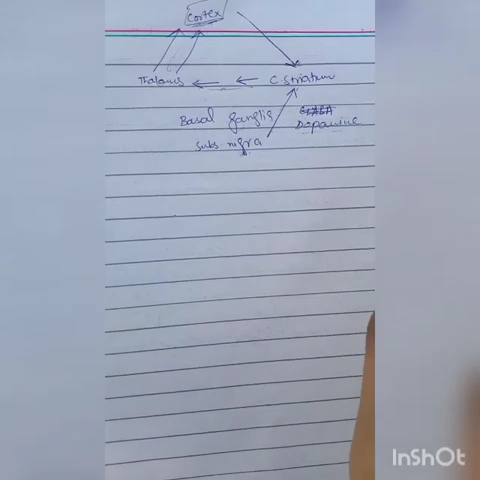 Cortex
Thalamus C. striatum
Basal ganglia Dopamine
Subs nigra
InShOt